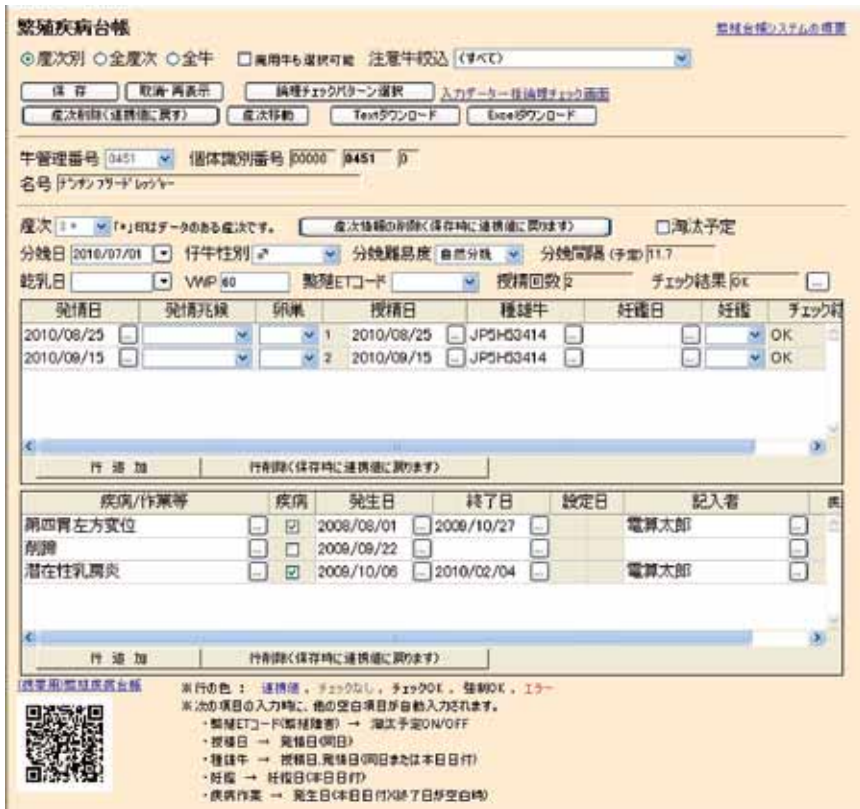 繁殖疾病台帳
繁殖台帳システムの概要
産次別 全産次 全牛 廃用牛も選択可能 注意牛絞込 (すべて)
保 存 取消・再表示 論理チェックパターン選択 入力データ一括論理チェック画面
産次削除(連携値に戻す) 産次移動 Textダウンロード Excelダウンロード
牛管理番号 0451 個体識別番号 00000 0451 0
名号
産次 「*」印はデータのある産次です。 産次情報の削除(保存時に連携値に戻ります) 淘汰予定
分娩日 2010/07/01 仔牛性別 ♂ 分娩難易度 自然分娩 分娩間隔 (予定) 11.7
乾乳日 VWP 60 繁殖ETコード 授精回数 2 チェック結果 OK
発情日 発情兆候 卵巣 授精日 種雄牛 妊鑑日 妊鑑 チェック結
2010/08/25 1 2010/08/25 JP5H53414 OK
2010/09/15 2 2010/09/15 JP5H53414 OK
行 追 加 行削除(保存時に連携値に戻ります)
疾病/作業等 疾病 発生日 終了日 設定日 記入者
第四胃左方変位 2009/10/27 電算太郎
削蹄 2009/09/22
潜在性乳房炎 2009/10/06 2010/02/04 電算太郎
行 追 加 行削除(保存時に連携値に戻ります)
(携帯用)繁殖疾病台帳
※行の色 : 連携値 , チェックなし , チェックOK , 強制OK , エラー
※次の項目の入力時に、他の空白項目が自動入力されます。
・繁殖ETコード(繁殖障害) → 淘汰予定ON/OFF
・授精日 → 発情日(同日)
・種雄牛 → 授精日,発情日(同日または本日日付)
・妊鑑 → 妊鑑日(本日日付)
・疾病作業 → 発生日(本日日付)(終了日が空白時)